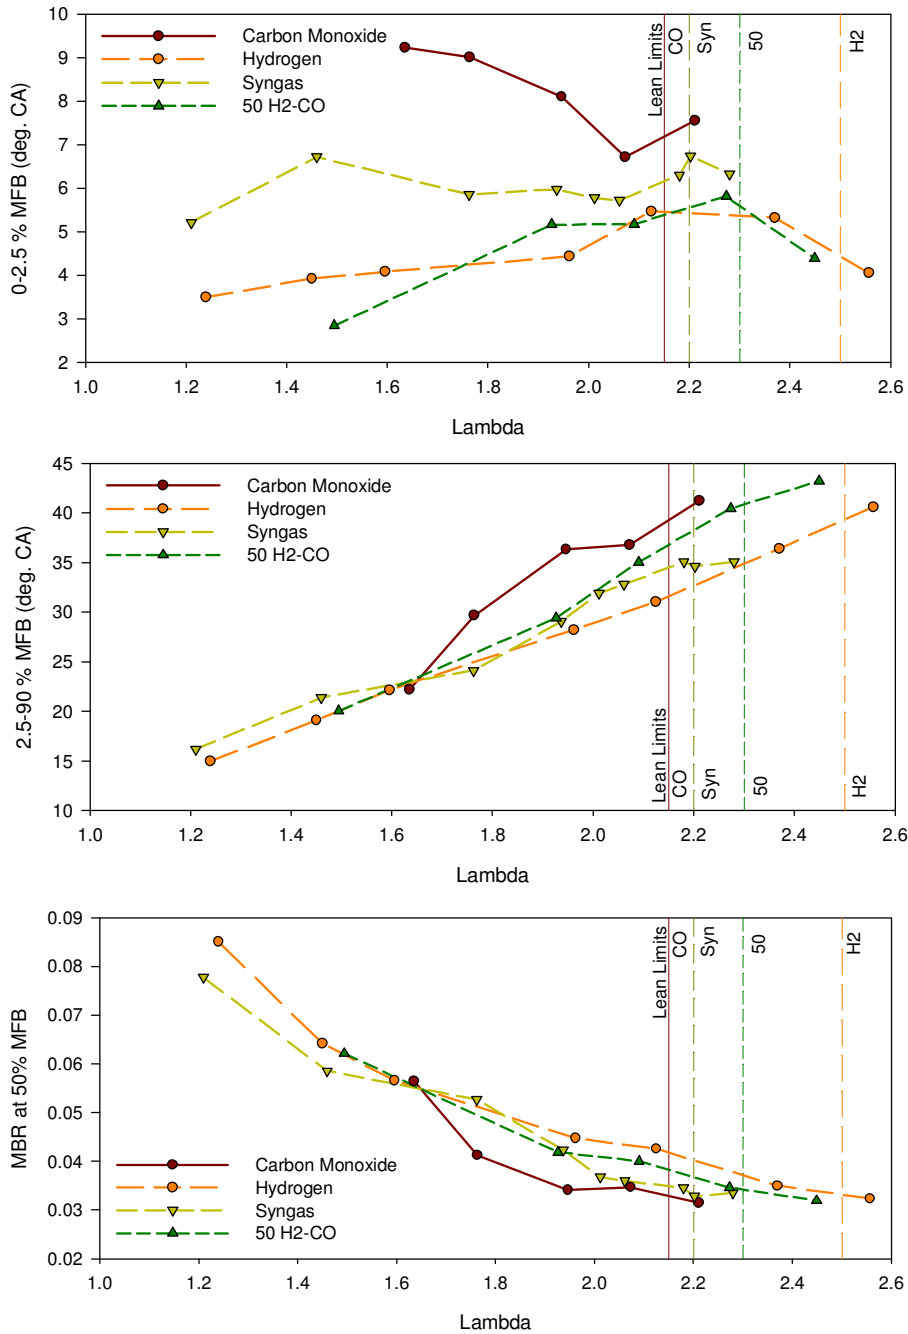 10
9
8
7
6
5
4
3
2
0-2.5 % MFB (deg. CA)
Carbon Monoxide
Hydrogen
Syngas
50 H2-CO
Lean Limits
CO
Syn
50
H2
1.0 1.2 1.4 1.6 1.8 2.0 2.2 2.4 2.6
Lambda
45
40
35
30
25
20
15
10
2.5-90 % MFB (deg. CA)
Carbon Monoxide
Hydrogen
Syngas
50 H2-CO
Lean Limits
CO
Syn
50
H2
1.0 1.2 1.4 1.6 1.8 2.0 2.2 2.4 2.6
Lambda
0.09
0.08
0.07
0.06
0.05
0.04
0.03
0.02
MBR at 50% MFB
Lean Limits
CO
Syn
50
H2
Carbon Monoxide
Hydrogen
Syngas
50 H2-CO
1.0 1.2 1.4 1.6 1.8 2.0 2.2 2.4 2.6
Lambda